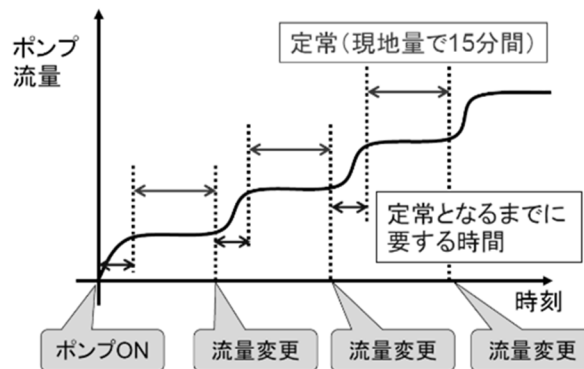 ポンプ
流量
定常（現地量で15分間）
定常となるまでに
要する時間
時刻
ポンプON
流量変更
流量変更
流量変更